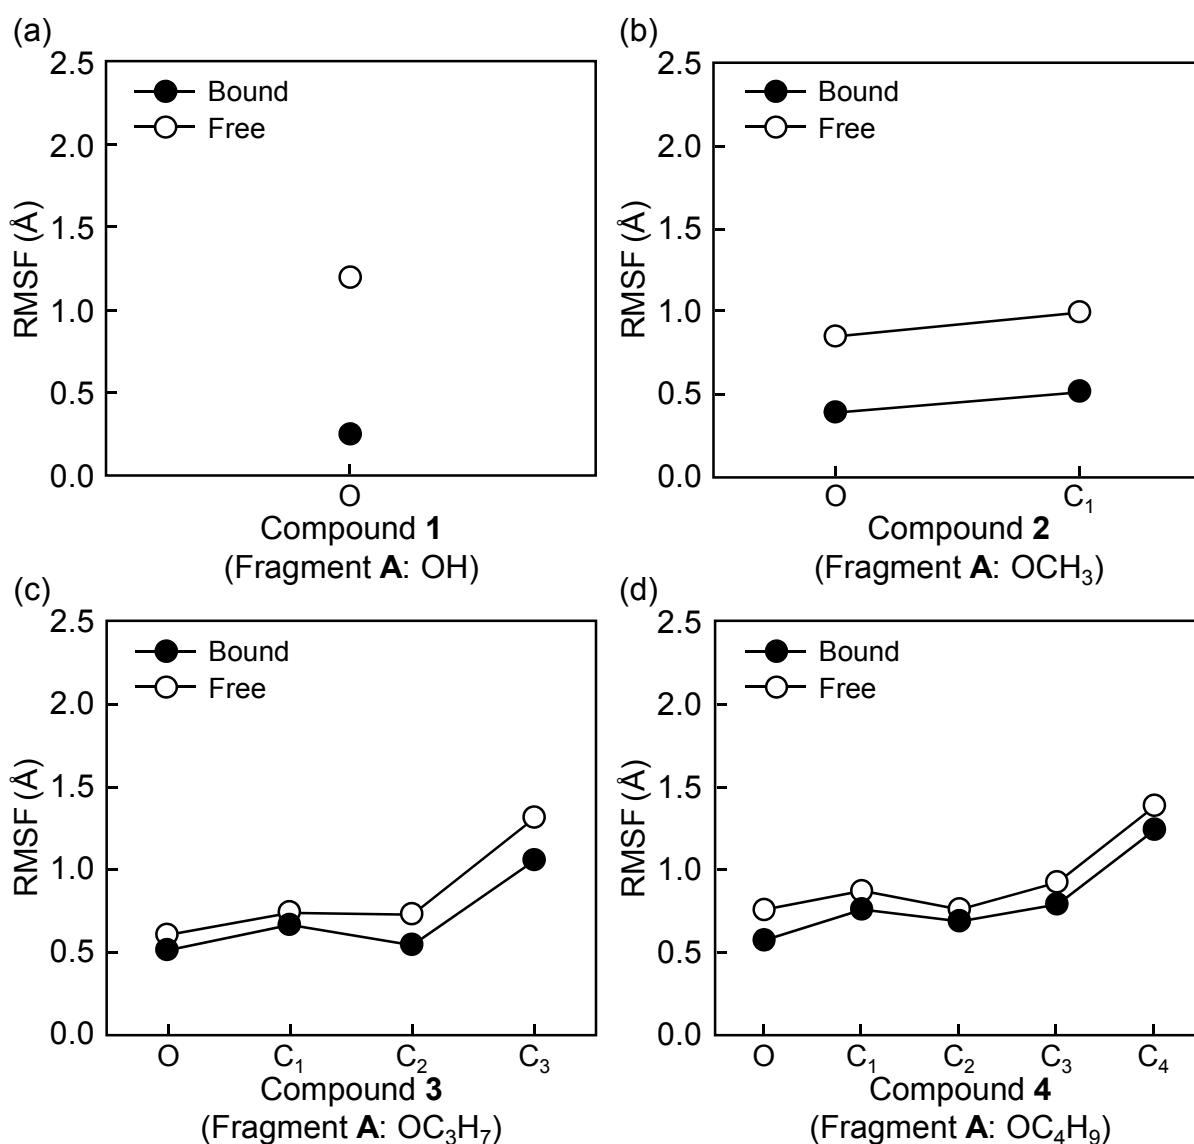 (a)
2.5
2.0
1.5
1.0
0.5
0.0
RMSF (Å)
Bound
Free
O
Compound 1
(Fragment A: OH)
(b)
2.5
2.0
1.5
1.0
0.5
0.0
RMSF (Å)
Bound
Free
O C₁
Compound 2
(Fragment A: OCH₃)
(c)
2.5
2.0
1.5
1.0
0.5
0.0
RMSF (Å)
Bound
Free
O C₁ C₂ C₃
Compound 3
(Fragment A: OC₃H₇)
(d)
2.5
2.0
1.5
1.0
0.5
0.0
RMSF (Å)
Bound
Free
O C₁ C₂ C₃ C₄
Compound 4
(Fragment A: OC₄H₉)